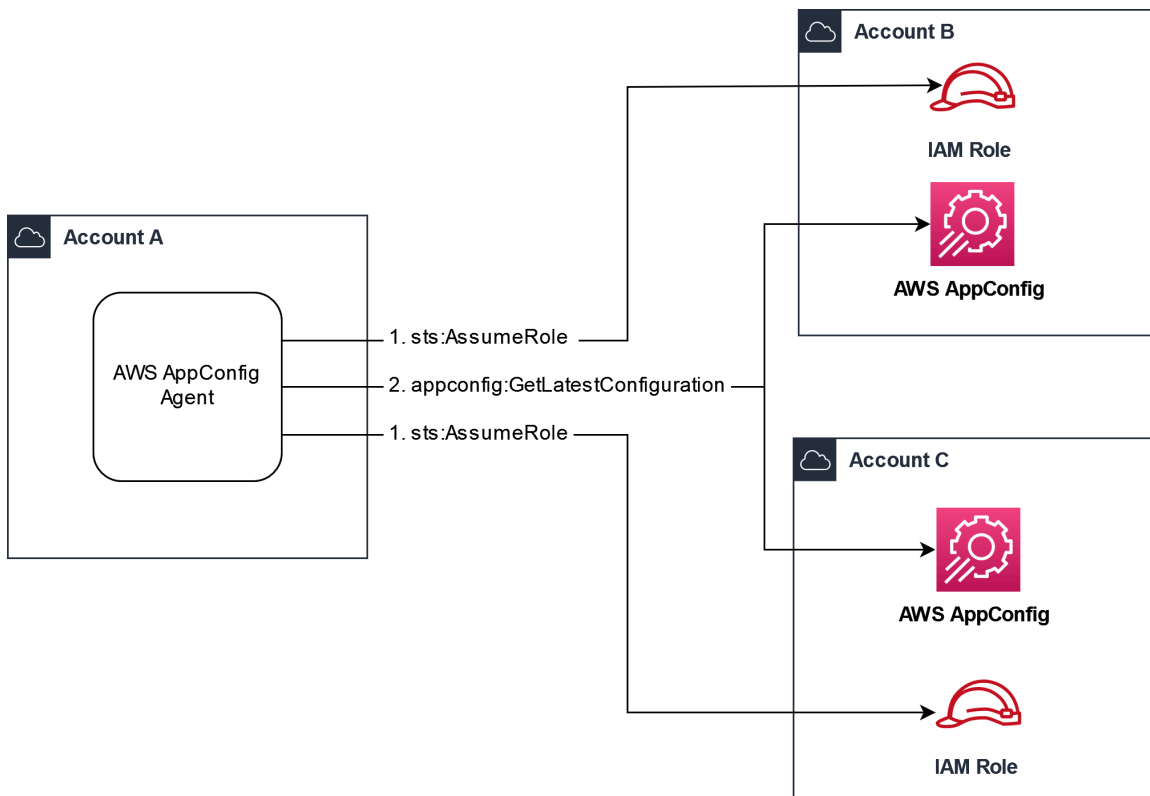 Account B
IAM Role
AWS AppConfig
Account A
AWS AppConfig
Agent
1. sts:AssumeRole
2. appconfig:GetLatestConfiguration
1. sts:AssumeRole
Account C
AWS AppConfig
IAM Role